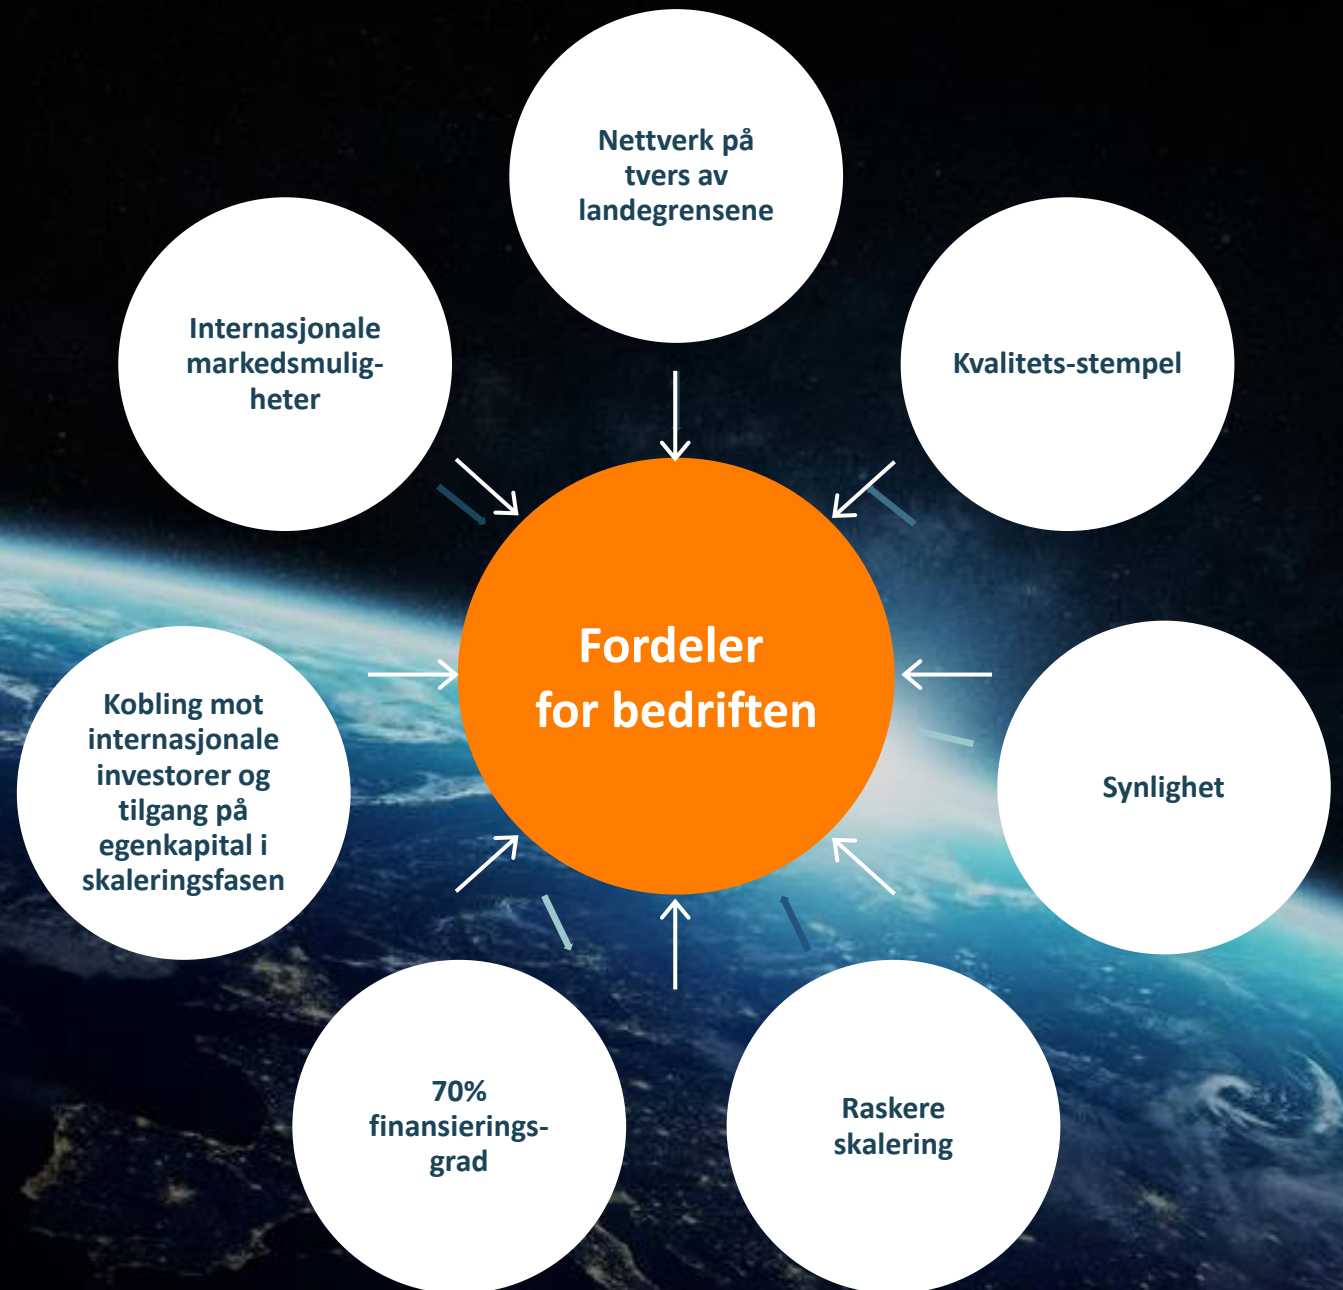 Nettverk på
tvers av
landegrensene
Internasjonale
markedsmulig-
heter
Kvalitets-stempel
Fordeler
for bedriften
Kobling mot
internasjonale
investorer og
tilgang på
egenkapital i
skaleringsfasen
Synlighet
70%
finansierings-
grad
Raskere
skalering